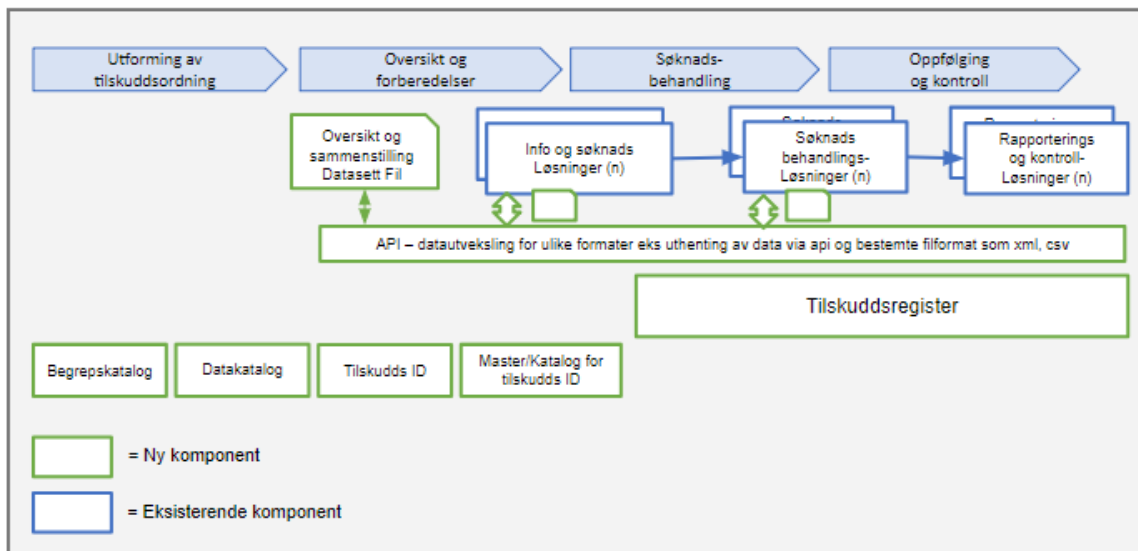 Utforming av
tilskuddsordning
Oversikt og
forberedelser
Søknads-
behandling
Oppfølging
og kontroll
Oversikt og
sammenstilling
Datasett Fil
Info og søknads
Løsninger (n)
Søknads
behandlings-
Løsninger (n)
Rapporterings
og kontroll-
Løsninger (n)
API – datautveksling for ulike formater eks uthenting av data via api og bestemte filformat som xml, csv
Tilskuddsregister
Begrepskatalog
Datakatalog
Tilskudds ID
Master/Katalog for
tilskudds ID
= Ny komponent
= Eksisterende komponent